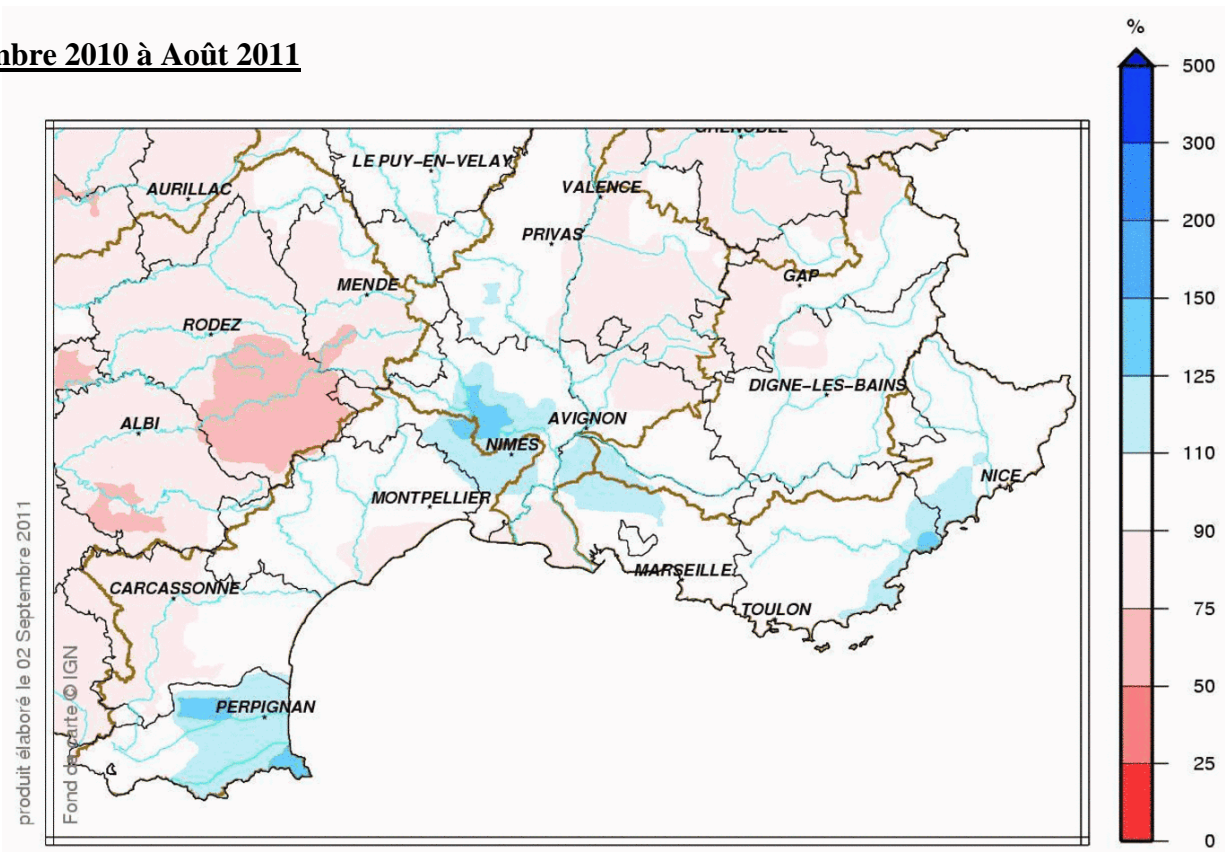 mbre 2010 à Août 2011
%
500
300
200
150
125
110
90
75
50
25
0
GRENOBLE
LE PUY-EN-VELAY
AURILLAC
VALENCE
PRIVAS
GAP
MENDE
RODEZ
DIGNE-LES-BAINS
ALBI
AVIGNON
NIMES
NICE
MONTPELLIER
MARSEILLE
CARCASSONNE
TOULON
PERPIGNAN
produit élaboré le 02 Septembre 2011
Fond de carte © IGN